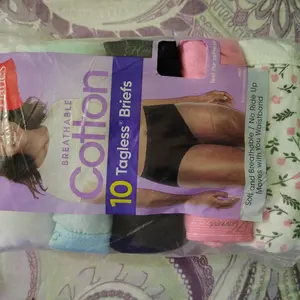 BREATHABLE
Cotton
10 Tagless® Briefs
Soft and Breathable / No Ride Up
Moves with You Waistband